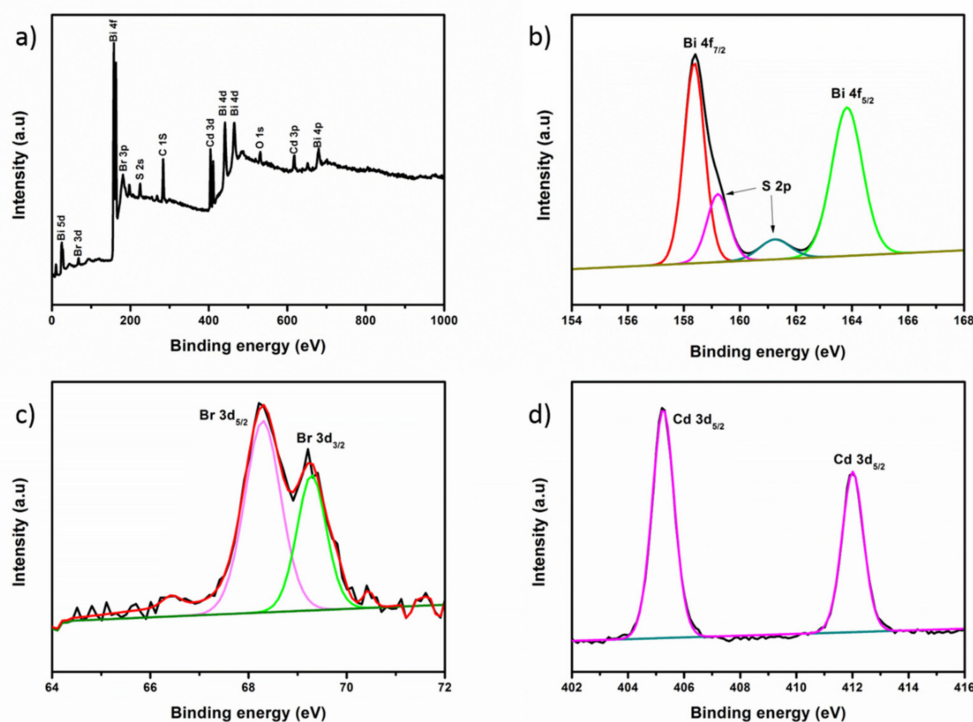 a)
Intensity (a.u)
Bi 5d
Br 3d
Bi 4f
Br 3p
S 2s
C 1S
Cd 3d
Bi 4d
Bi 4d
O 1s
Cd 3p
Bi 4p
0 200 400 600 800 1000
Binding energy (eV)
b)
Intensity (a.u)
Bi 4f7/2
S 2p
Bi 4f5/2
154 156 158 160 162 164 166 168
Binding energy (eV)
c)
Intensity (a.u)
Br 3d5/2
Br 3d3/2
64 66 68 70 72
Binding energy (eV)
d)
Intensity (a.u)
Cd 3d5/2
Cd 3d5/2
402 404 406 408 410 412 414 416
Binding energy (eV)